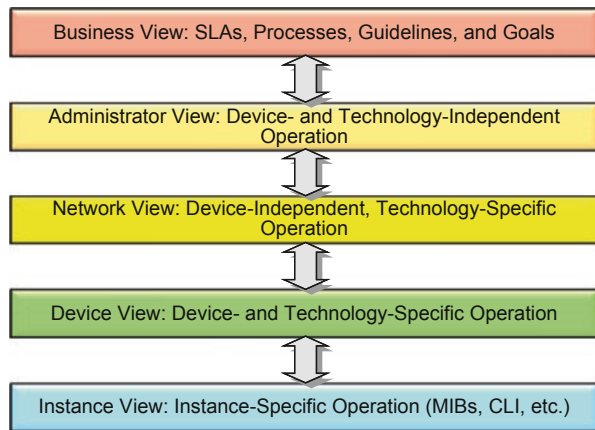 Business View: SLAs, Processes, Guidelines, and Goals
Administrator View: Device- and Technology-Independent
Operation
Network View: Device-Independent, Technology-Specific
Operation
Device View: Device- and Technology-Specific Operation
Instance View: Instance-Specific Operation (MIBs, CLI, etc.)